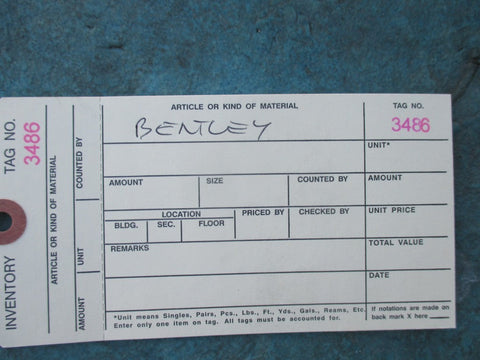 INVENTORY
TAG NO.
3486
ARTICLE OR KIND OF MATERIAL
AMOUNT
UNIT
COUNTED BY
ARTICLE OR KIND OF MATERIAL
BENTLEY
TAG NO.
3486
UNIT*
AMOUNT
SIZE
COUNTED BY
AMOUNT
LOCATION
BLDG.
SEC.
FLOOR
PRICED BY
CHECKED BY
UNIT PRICE
REMARKS
TOTAL VALUE
DATE
*Unit means Singles, Pairs, Pcs., Lbs., Ft., Yds., Gals., Reams, Etc.
Enter only one item on tag. All tags must be accounted for.
If notations are made on
back mark X here